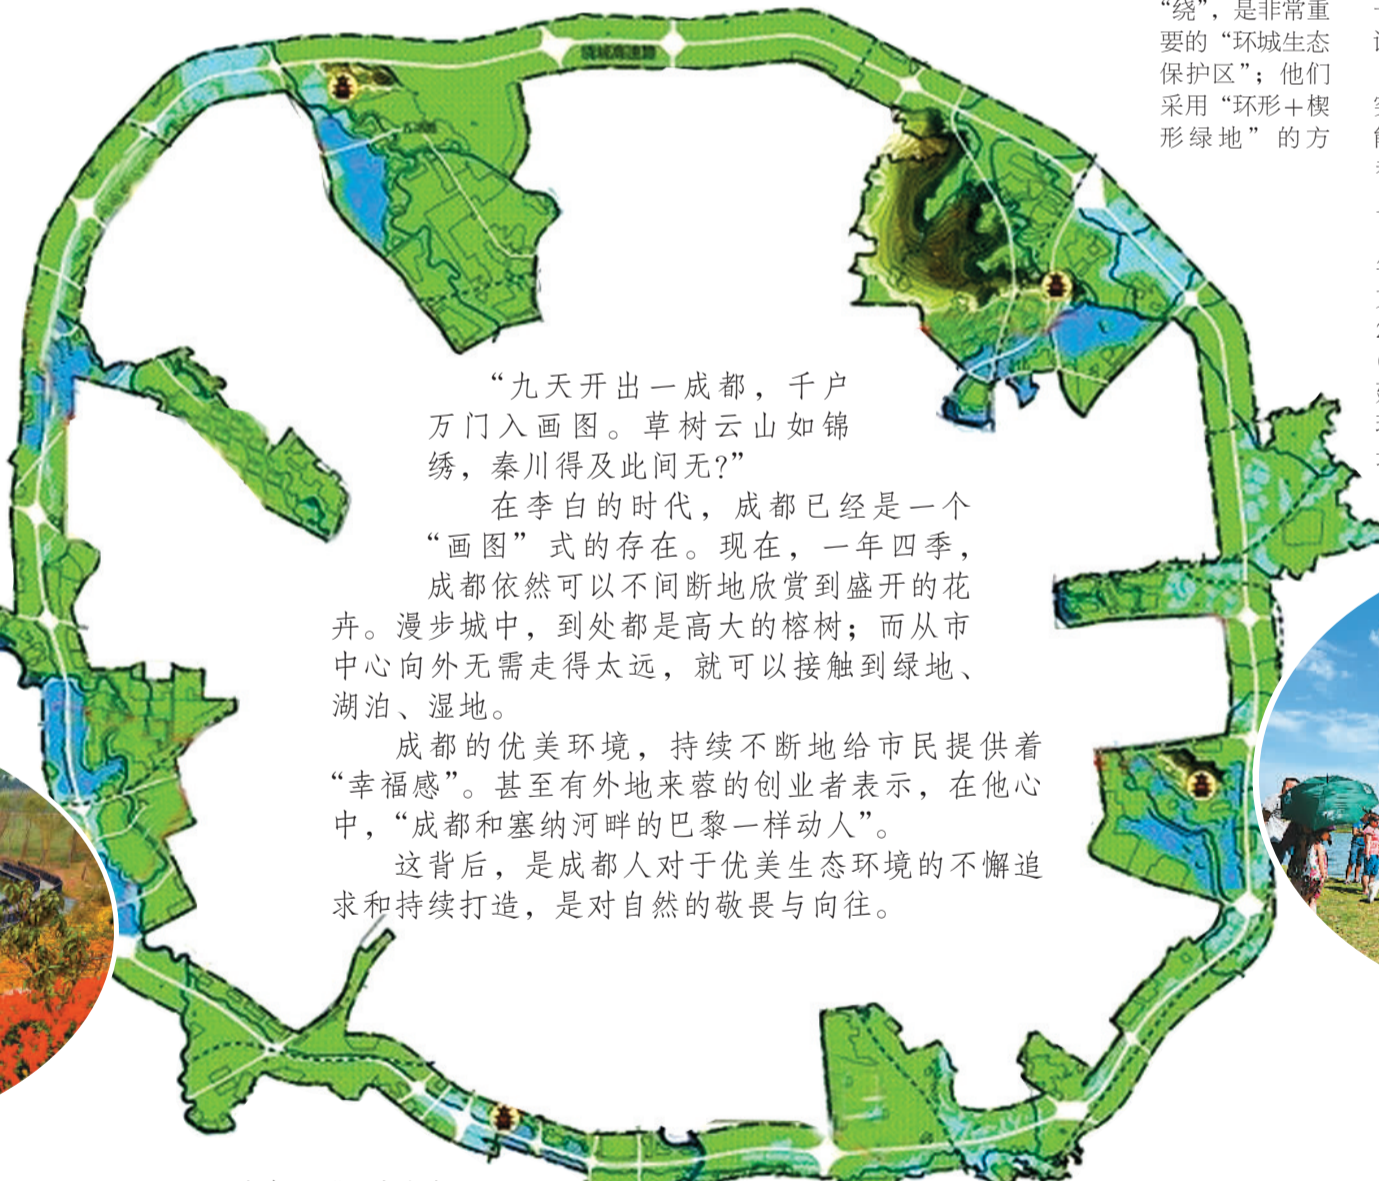 “绕”，是非常重
要的“环城生态
保护区”；他们
采用“环形＋楔
形绿地”的方
“九天开出一成都，千户
万门入画图。草树云山如锦
绣，秦川得及此间无?”
在李白的时代，成都已经是一个
“画图”式的存在。现在，一年四季，
成都依然可以不间断地欣赏到盛开的花
卉。漫步城中，到处都是高大的榕树；而从市
中心向外无需走得太远，就可以接触到绿地、
湖泊、湿地。
成都的优美环境，持续不断地给市民提供着
“幸福感”。甚至有外地来蓉的创业者表示，在他心
中，“成都和塞纳河畔的巴黎一样动人”。
这背后，是成都人对于优美生态环境的不懈追
求和持续打造，是对自然的敬畏与向往。